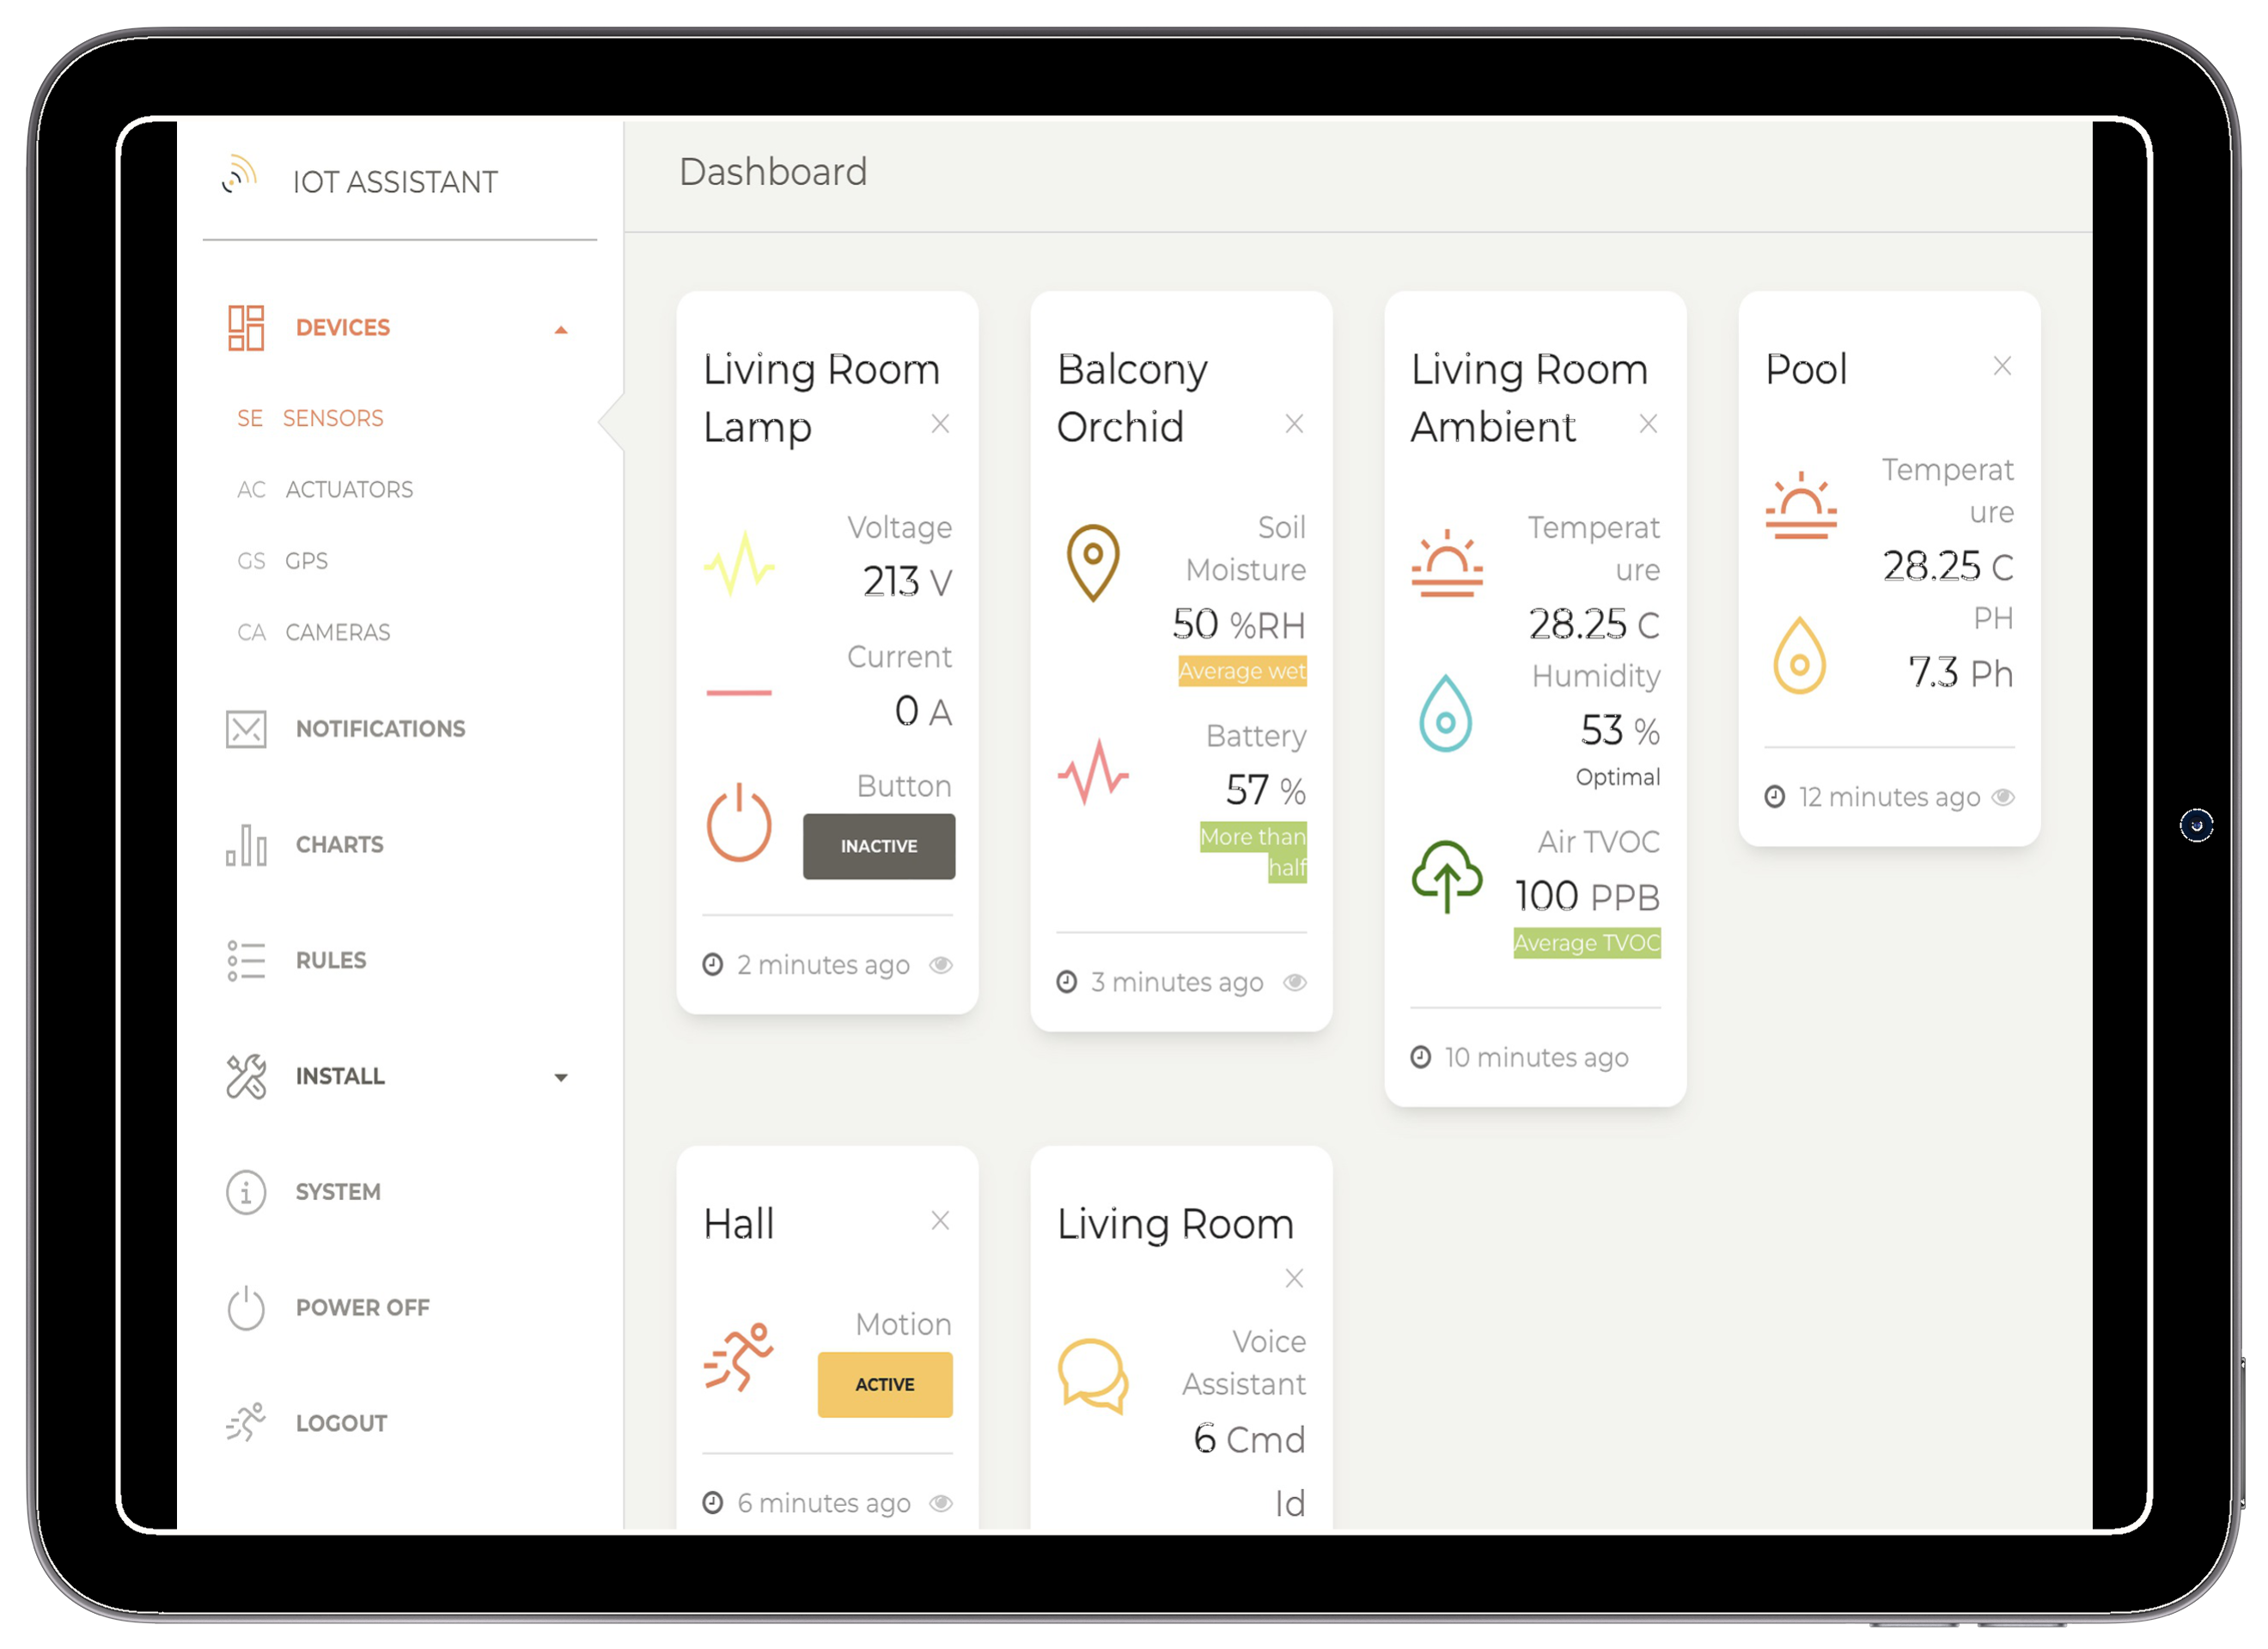 IOT ASSISTANT
DEVICES
SE SENSORS
AC ACTUATORS
GS GPS
CA CAMERAS
NOTIFICATIONS
CHARTS
RULES
INSTALL
SYSTEM
POWER OFF
LOGOUT
Dashboard
Living Room
Lamp
Voltage
213 V
Current
0 A
Button
INACTIVE
2 minutes ago
Balcony
Orchid
Soil
Moisture
50 %RH
Average wet
Battery
57 %
More than
half
3 minutes ago
Living Room
Ambient
Temperat
ure
28.25 C
Humidity
53 %
Optimal
Air TVOC
100 PPB
Average TVOC
10 minutes ago
Pool
Temperat
ure
28.25 C
PH
7.3 Ph
12 minutes ago
Hall
Motion
ACTIVE
6 minutes ago
Living Room
Voice
Assistant
6 Cmd
Id